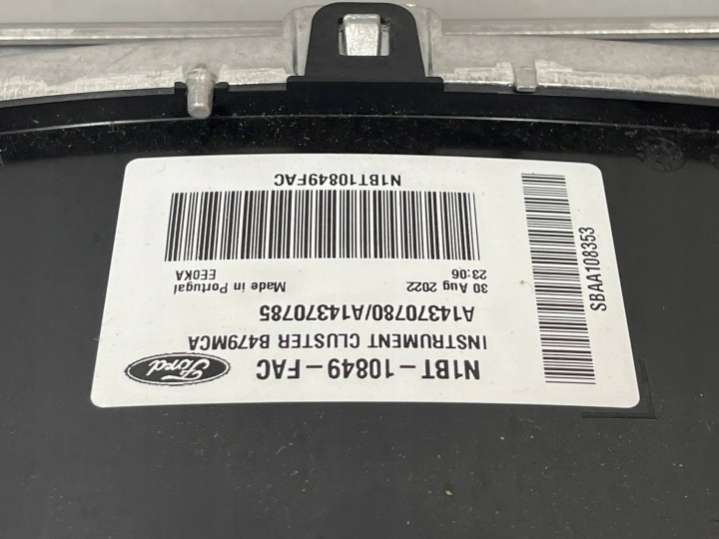 Ford
N1BT-10849-FAC
INSTRUMENT CLUSTER B479MCA
A14370780/A14370785
30 Aug 2022 Made in Portugal
23:06 EE0KA
N1BT10849FAC
SBAA108353